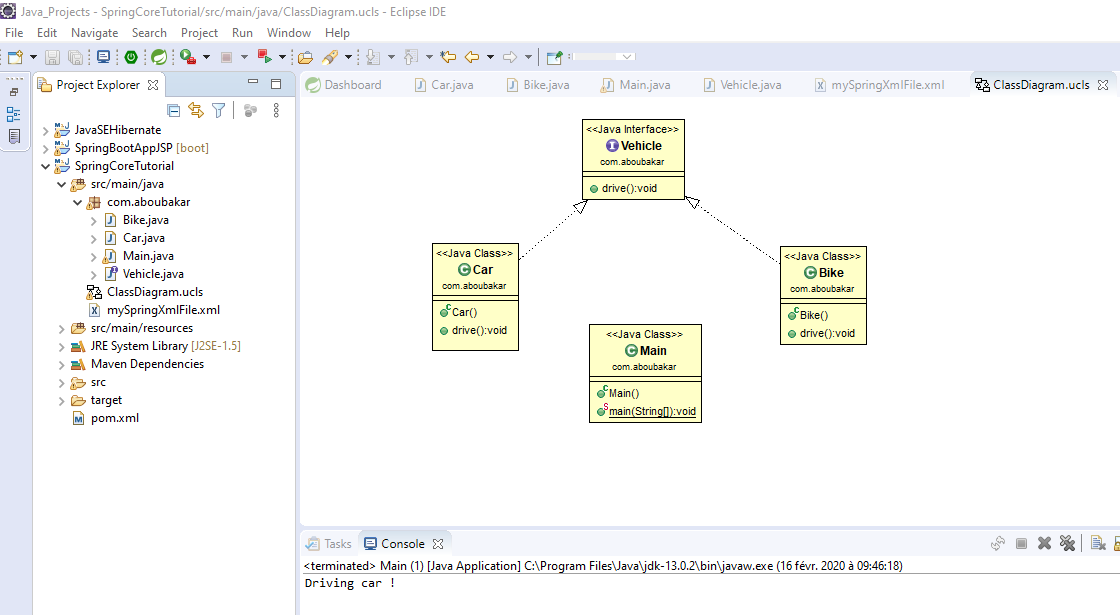 Java_Projects - SpringCoreTutorial/src/main/java/ClassDiagram.ucls - Eclipse IDE
File Edit Navigate Search Project Run Window Help
Project Explorer
Dashboard Car.java Bike.java Main.java Vehicle.java mySpringXmlFile.xml ClassDiagram.ucls
JavaSEHibernate
SpringBootAppJSP [boot]
SpringCoreTutorial
src/main/java
com.aboubakar
Bike.java
Car.java
Main.java
Vehicle.java
ClassDiagram.ucls
mySpringXmlFile.xml
src/main/resources
JRE System Library [J2SE-1.5]
Maven Dependencies
src
target
pom.xml
<<Java Interface>>
Vehicle
com.aboubakar
drive():void
<<Java Class>>
Car
com.aboubakar
Car()
drive():void
<<Java Class>>
Bike
com.aboubakar
Bike()
drive():void
<<Java Class>>
Main
com.aboubakar
Main()
main(String[]):void
Tasks Console
<terminated> Main (1) [Java Application] C:\Program Files\Java\jdk-13.0.2\bin\javaw.exe (16 févr. 2020 à 09:46:18)
Driving car !